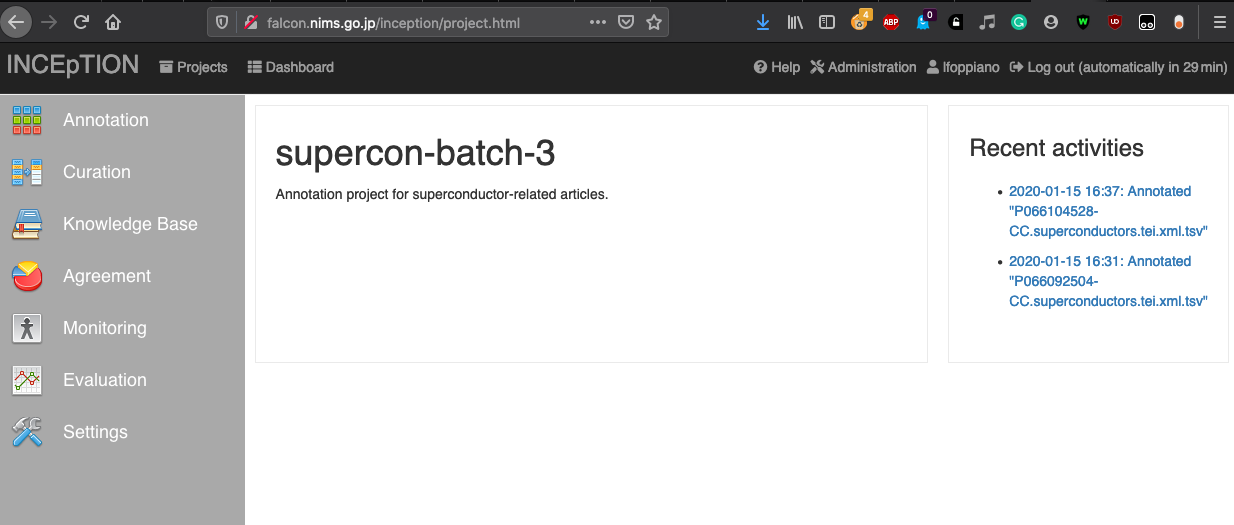 falcon.nims.go.jp/inception/project.html
4
ABP
0
W
UD
INCEpTION
Projects
Dashboard
Help
Administration
lfoppiano
Log out (automatically in 29 min)
Annotation
Curation
Knowledge Base
Agreement
Monitoring
Evaluation
Settings
supercon-batch-3
Annotation project for superconductor-related articles.
Recent activities
2020-01-15 16:37: Annotated
"P066104528-
CC.superconductors.tei.xml.tsv"
2020-01-15 16:31: Annotated
"P066092504-
CC.superconductors.tei.xml.tsv"